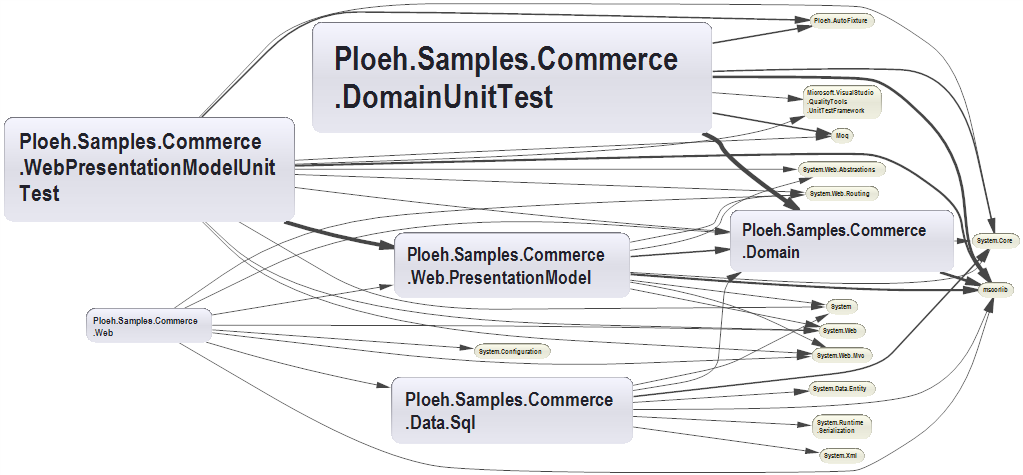 Ploeh.AutoFixture
Ploeh.Samples.Commerce
.DomainUnitTest
Microsoft.VisualStudio
.QualityTools
.UnitTestFramework
Moq
Ploeh.Samples.Commerce
.WebPresentationModelUnit
Test
System.Web.Abstractions
System.Web.Routing
Ploeh.Samples.Commerce
.Domain
System.Core
Ploeh.Samples.Commerce
.Web.PresentationModel
mscorlib
System
Ploeh.Samples.Commerce
.Web
System.Web
System.Configuration
System.Web.Mvc
Ploeh.Samples.Commerce
.Data.Sql
System.Data.Entity
System.Runtime
.Serialization
System.Xml